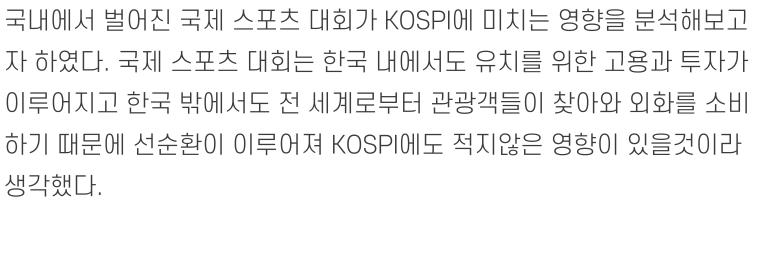 국내에서 벌어진 국제 스포츠 대회가 KOSPI에 미치는 영향을 분석해보고
자 하였다. 국제 스포츠 대회는 한국 내에서도 유치를 위한 고용과 투자가
이루어지고 한국 밖에서도 전 세계로부터 관광객들이 찾아와 외화를 소비
하기 때문에 선순환이 이루어져 KOSPI에도 적지않은 영향이 있을것이라
생각했다.